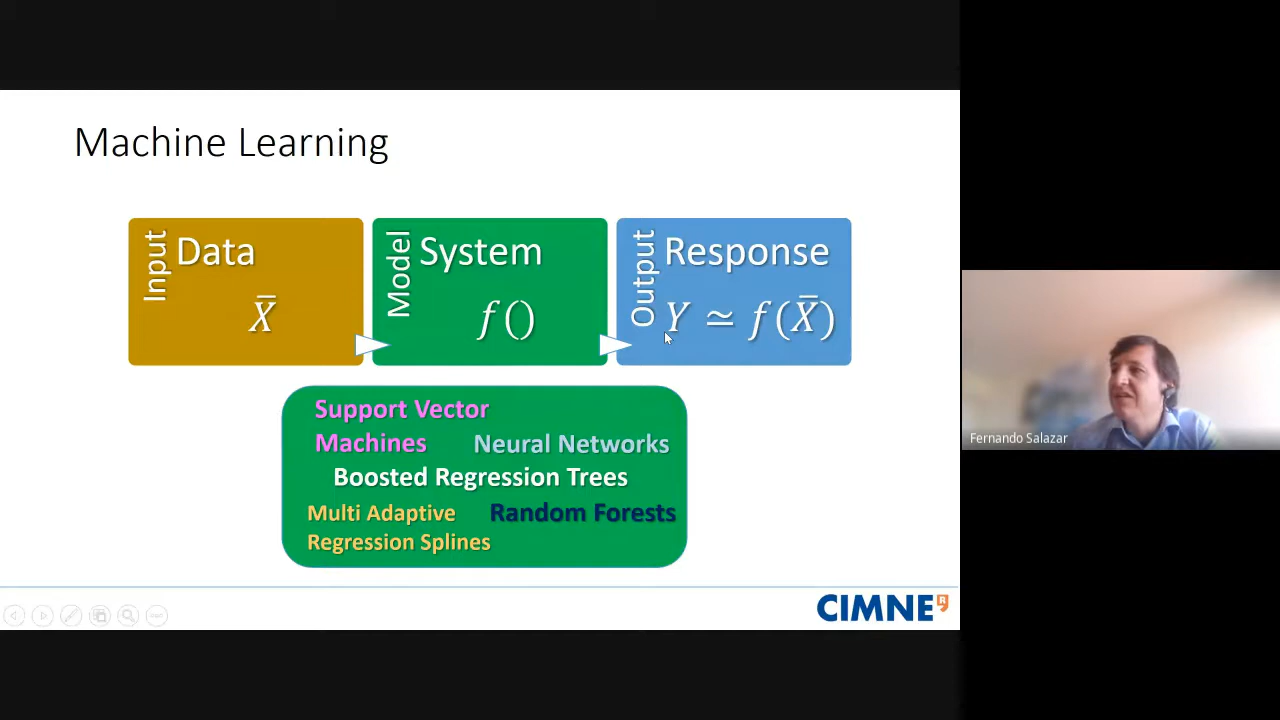 Machine Learning
Input
Data
X̄
Model
System
f()
Output
Response
Y ≃ f(X̄)
Support Vector
Machines
Neural Networks
Boosted Regression Trees
Multi Adaptive
Random Forests
Regression Splines
CIMNE R
Fernando Salazar